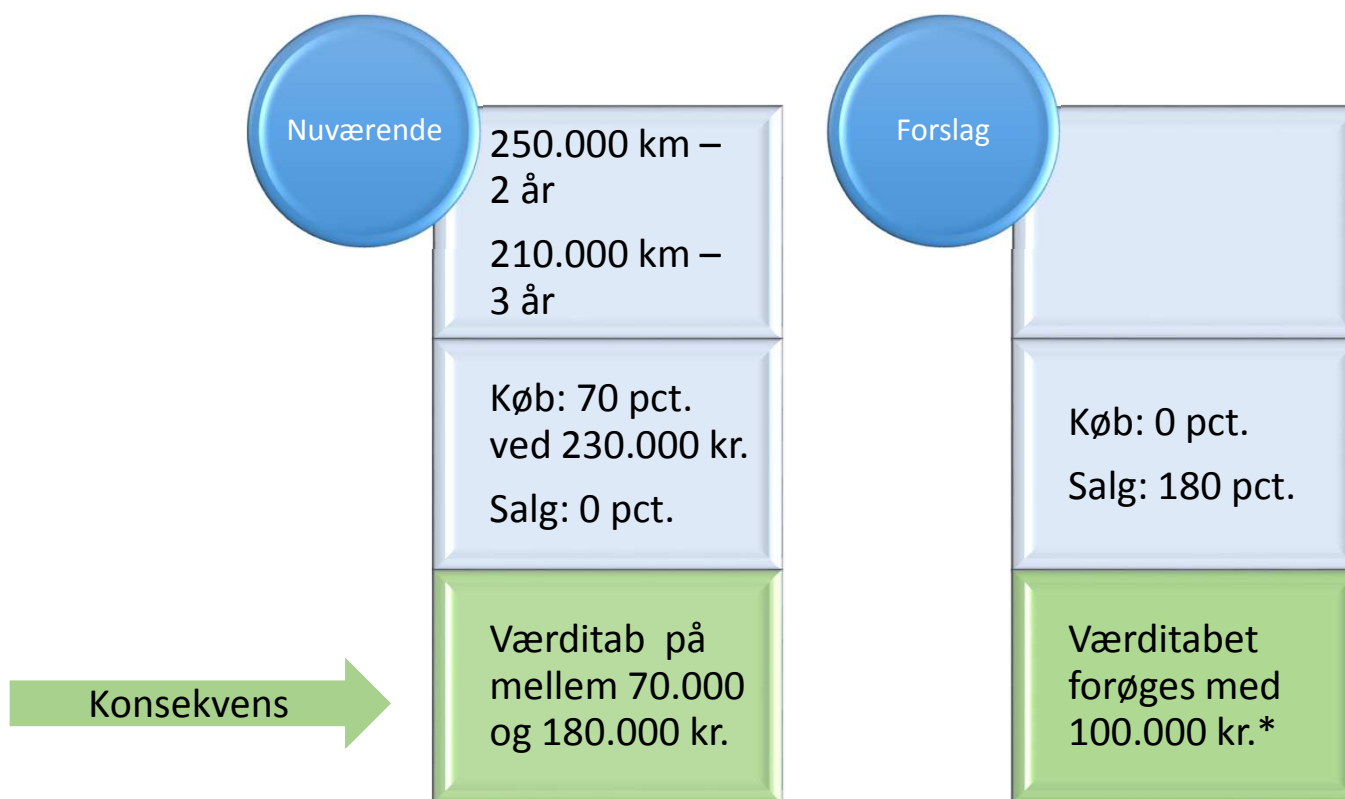 Nuværende
250.000 km –
2 år
210.000 km –
3 år
Køb: 70 pct.
ved 230.000 kr.
Salg: 0 pct.
Værditab på
mellem 70.000
og 180.000 kr.
Forslag
Køb: 0 pct.
Salg: 180 pct.
Værditabet
forøges med
100.000 kr.*
Konsekvens